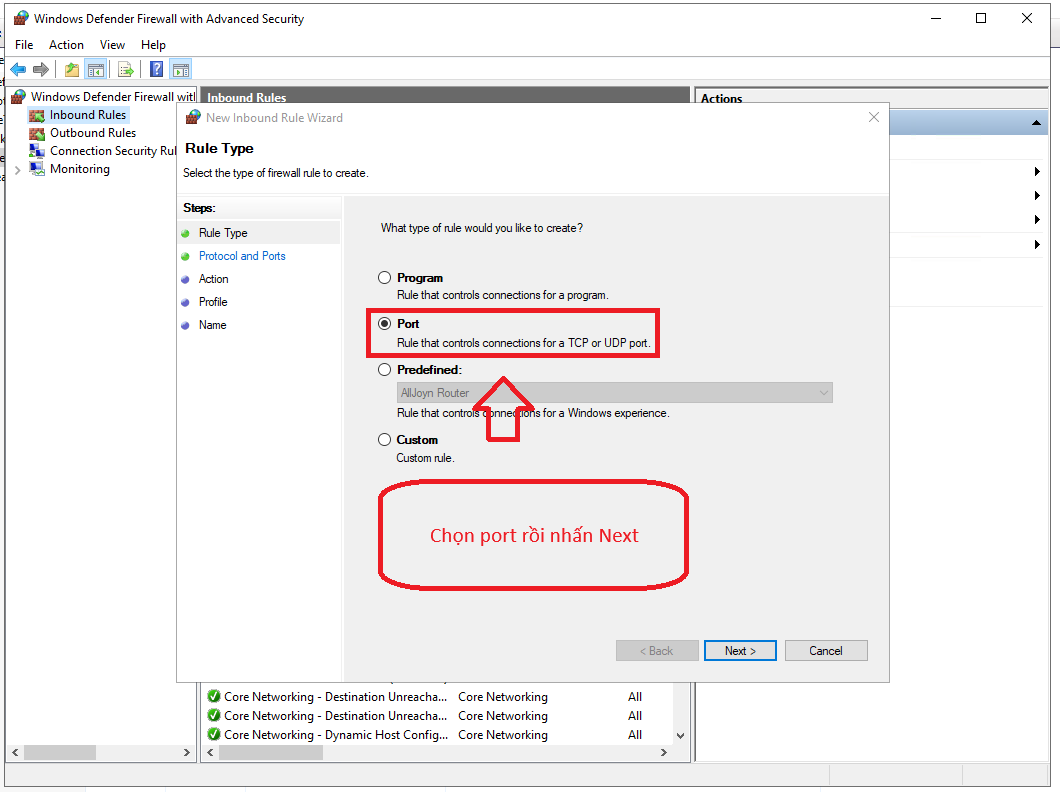 Windows Defender Firewall with Advanced Security
File Action View Help
Windows Defender Firewall witl
Inbound Rules
Outbound Rules
Connection Security Rul
Monitoring
Inbound Rules
Actions
New Inbound Rule Wizard
Rule Type
Select the type of firewall rule to create.
Steps:
Rule Type
Protocol and Ports
Action
Profile
Name
What type of rule would you like to create?
Program
Rule that controls connections for a program.
Port
Rule that controls connections for a TCP or UDP port.
Predefined:
AllJoyn Router
Rule that controls connections for a Windows experience.
Custom
Custom rule.
Chọn port rồi nhấn Next
< Back
Next >
Cancel
Core Networking - Destination Unreacha... Core Networking All
Core Networking - Destination Unreacha... Core Networking All
Core Networking - Dynamic Host Config... Core Networking All